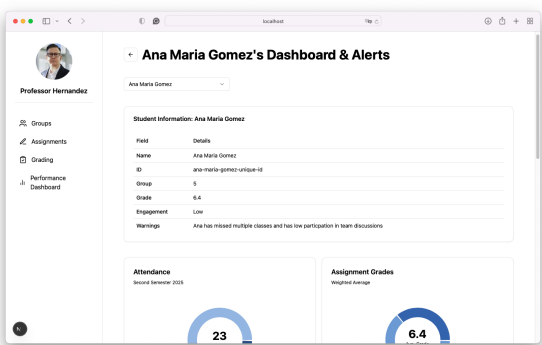 localhost
Ana Maria Gomez's Dashboard & Alerts
Professor Hernandez
Groups
Assignments
Grading
Performance
Dashboard
Ana Maria Gomez
Student Information: Ana Maria Gomez
Field Details
Name Ana Maria Gomez
ID ana-maria-gomez-unique-id
Group 5
Grade 6.4
Engagement Low
Warnings Ana has missed multiple classes and has low particpation in team discussions
Attendance
Second Semester 2025
23
Assignment Grades
Weighted Average
6.4
N